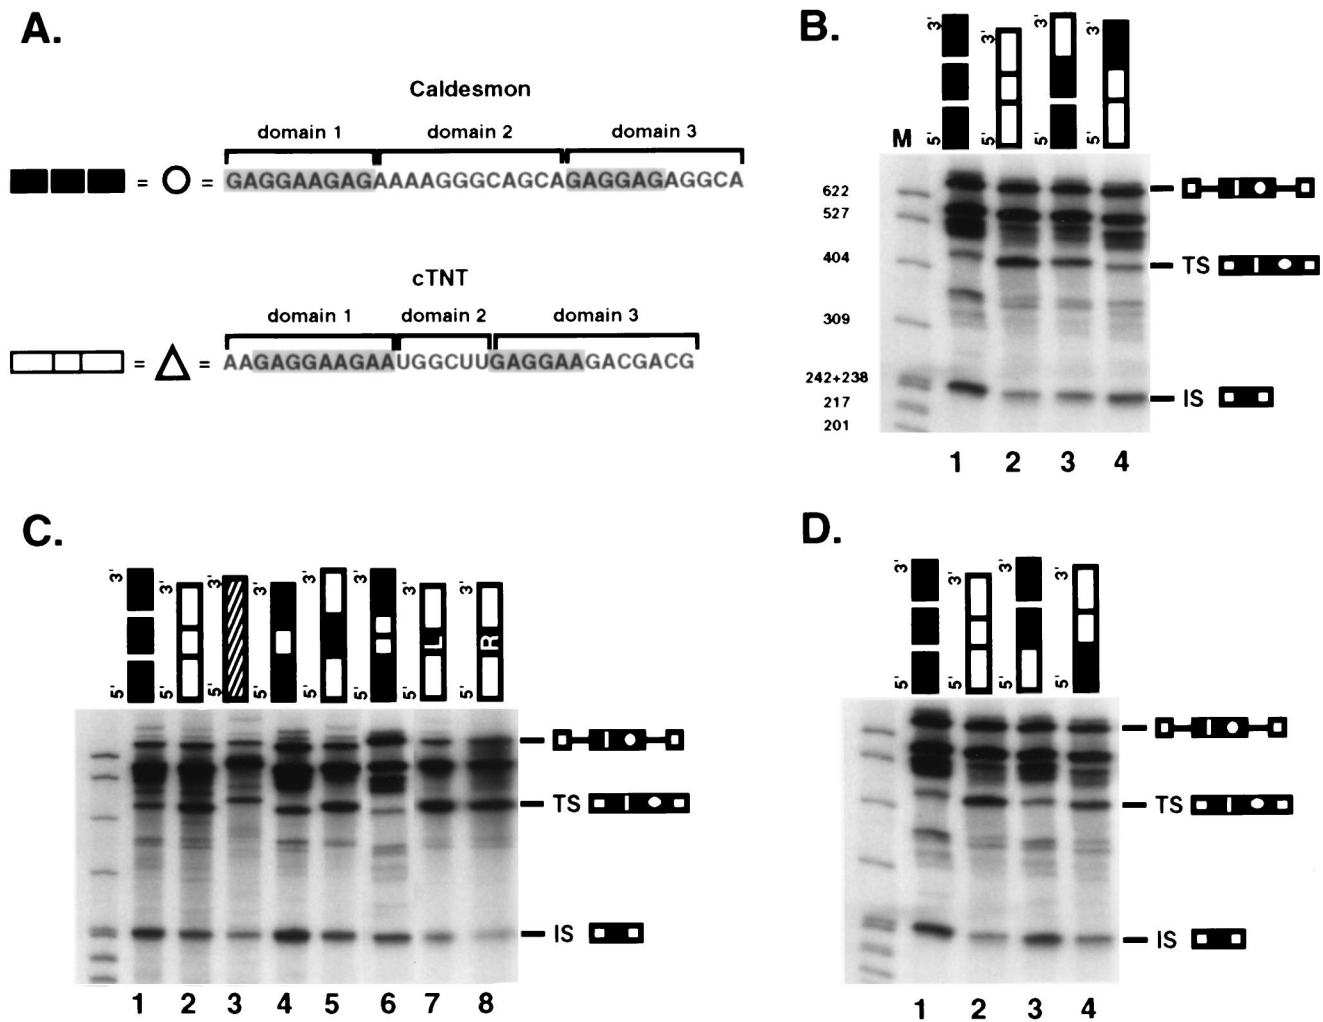 A.
Caldesmon
domain 1 domain 2 domain 3
= = GAGGAAGAGAAAAGGGCAGCAGAGGAGAGGCA
cTNT
domain 1 domain 2 domain 3
= = AAGAGGAAGAAUGGCUUGAGGAAGACGACG
B.
3' 3' 3' 3'
5' 5' 5' 5'
M
622
527
404
309
242+238
217
201
TS
IS
1 2 3 4
C.
3' 3' 3' 3' 3' 3' 3' 3'
L R
5' 5' 5' 5' 5' 5' 5' 5'
TS
IS
1 2 3 4 5 6 7 8
D.
3' 3' 3' 3'
5' 5' 5' 5'
TS
IS
1 2 3 4